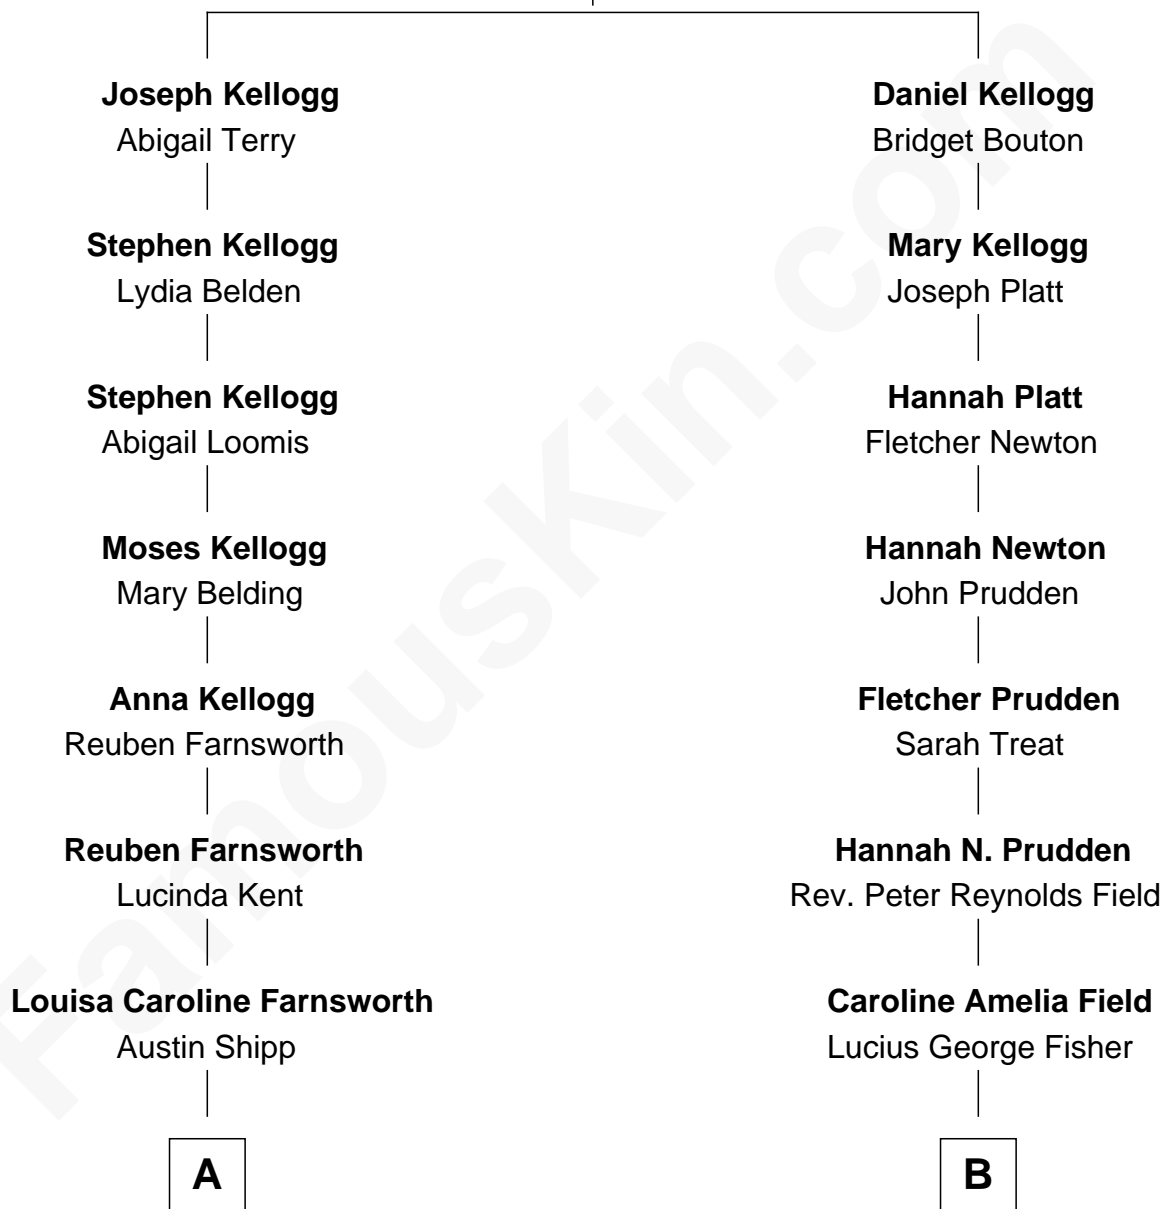 Joseph Kellogg
Abigail Terry
Stephen Kellogg
Lydia Belden
Stephen Kellogg
Abigail Loomis
Moses Kellogg
Mary Belding
Anna Kellogg
Reuben Farnsworth
Reuben Farnsworth
Lucinda Kent
Louisa Caroline Farnsworth
Austin Shipp
A
Daniel Kellogg
Bridget Bouton
Mary Kellogg
Joseph Platt
Hannah Platt
Fletcher Newton
Hannah Newton
John Prudden
Fletcher Prudden
Sarah Treat
Hannah N. Prudden
Rev. Peter Reynolds Field
Caroline Amelia Field
Lucius George Fisher
B
FamousKin.com